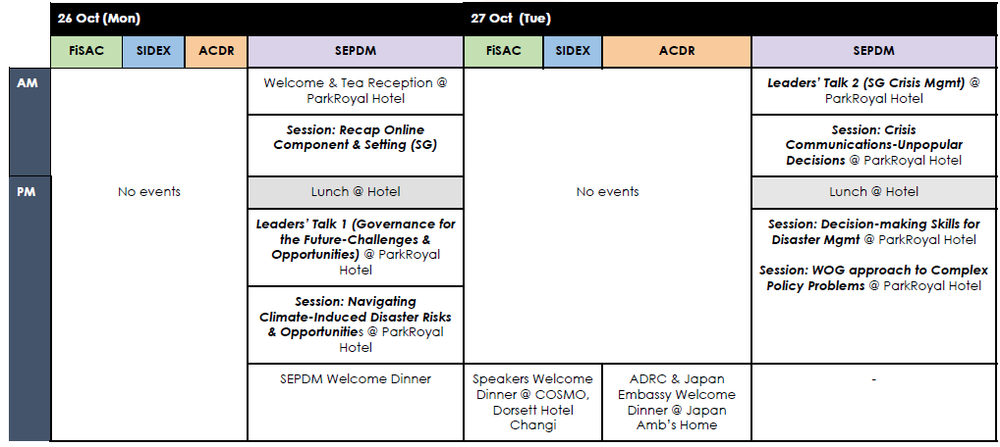 26 Oct (Mon)
27 Oct (Tue)
FiSAC
SIDEX
ACDR
SEPDM
FiSAC
SIDEX
ACDR
SEPDM
AM
Welcome & Tea Reception @
ParkRoyal Hotel
Session: Recap Online
Component & Setting (SG)
Leaders' Talk 2 (SG Crisis Mgmt) @
ParkRoyal Hotel
Session: Crisis
Communications-Unpopular
Decisions @ ParkRoyal Hotel
PM
No events
Lunch @ Hotel
No events
Lunch @ Hotel
Leaders' Talk 1 (Governance for
the Future-Challenges &
Opportunities) @ ParkRoyal
Hotel
Session: Navigating
Climate-Induced Disaster Risks
& Opportunities @ ParkRoyal
Hotel
Session: Decision-making Skills for
Disaster Mgmt @ ParkRoyal Hotel
Session: WOG approach to Complex
Policy Problems @ ParkRoyal Hotel
SEPDM Welcome Dinner
Speakers Welcome
Dinner @ COSMO,
Dorsett Hotel
Changi
ADRC & Japan
Embassy Welcome
Dinner @ Japan
Amb's Home
-